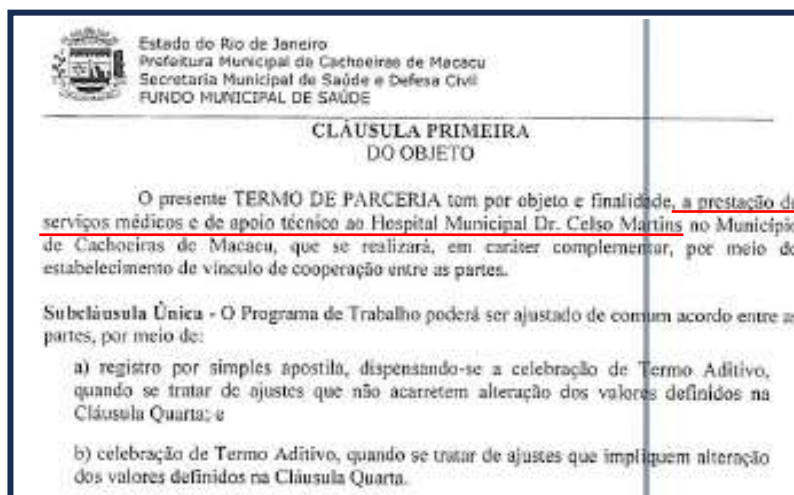 Estado do Rio de Janeiro
Prefeitura Municipal de Cachoeiras de Macacu
Secretaria Municipal de Saúde e Defesa Civil
FUNDO MUNICIPAL DE SAÚDE
CLÁUSULA PRIMEIRA
DO OBJETO
O presente TERMO DE PARCERIA tem por objeto e finalidade, a prestação de
serviços médicos e de apoio técnico ao Hospital Municipal Dr. Celso Martins no Município
de Cachoeiras de Macacu, que se realizará, em caráter complementar, por meio do
estabelecimento de vínculo de cooperação entre as partes.
Subcláusula Única - O Programa de Trabalho poderá ser ajustado de comum acordo entre as
partes, por meio de:
a) registro por simples apostila, dispensando-se a celebração de Termo Aditivo,
quando se tratar de ajustes que não acarretem alteração dos valores definidos na
Cláusula Quarta; e
b) celebração de Termo Aditivo, quando se tratar de ajustes que impliquem alteração
dos valores definidos na Cláusula Quarta.